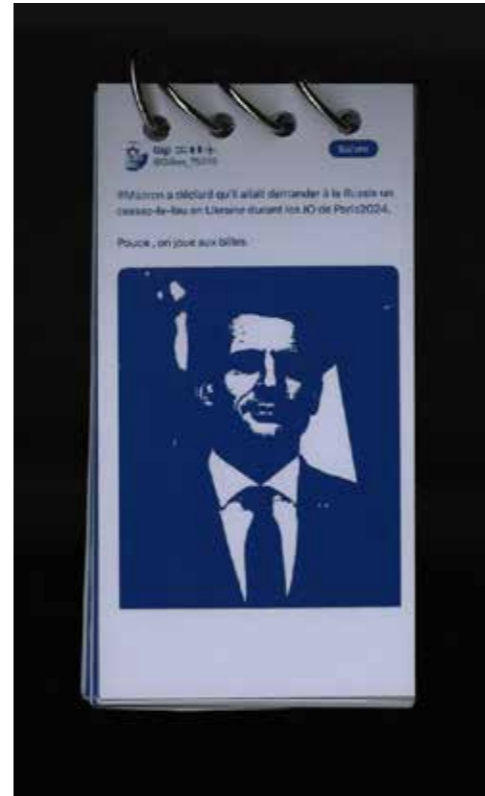 Gigi
Suivre
#Macron a déclaré qu'il allait demander à la Russie un
cessez-le-feu en Ukraine durant les JO de Paris2024.
Pouce , on joue aux billes.